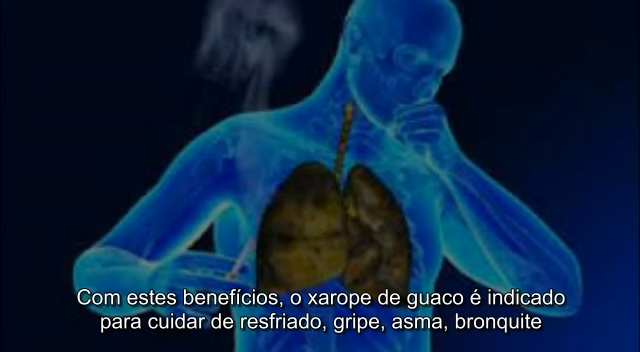 Com estes benefícios, o xarope de guaco é indicado
para cuidar de resfriado, gripe, asma, bronquite